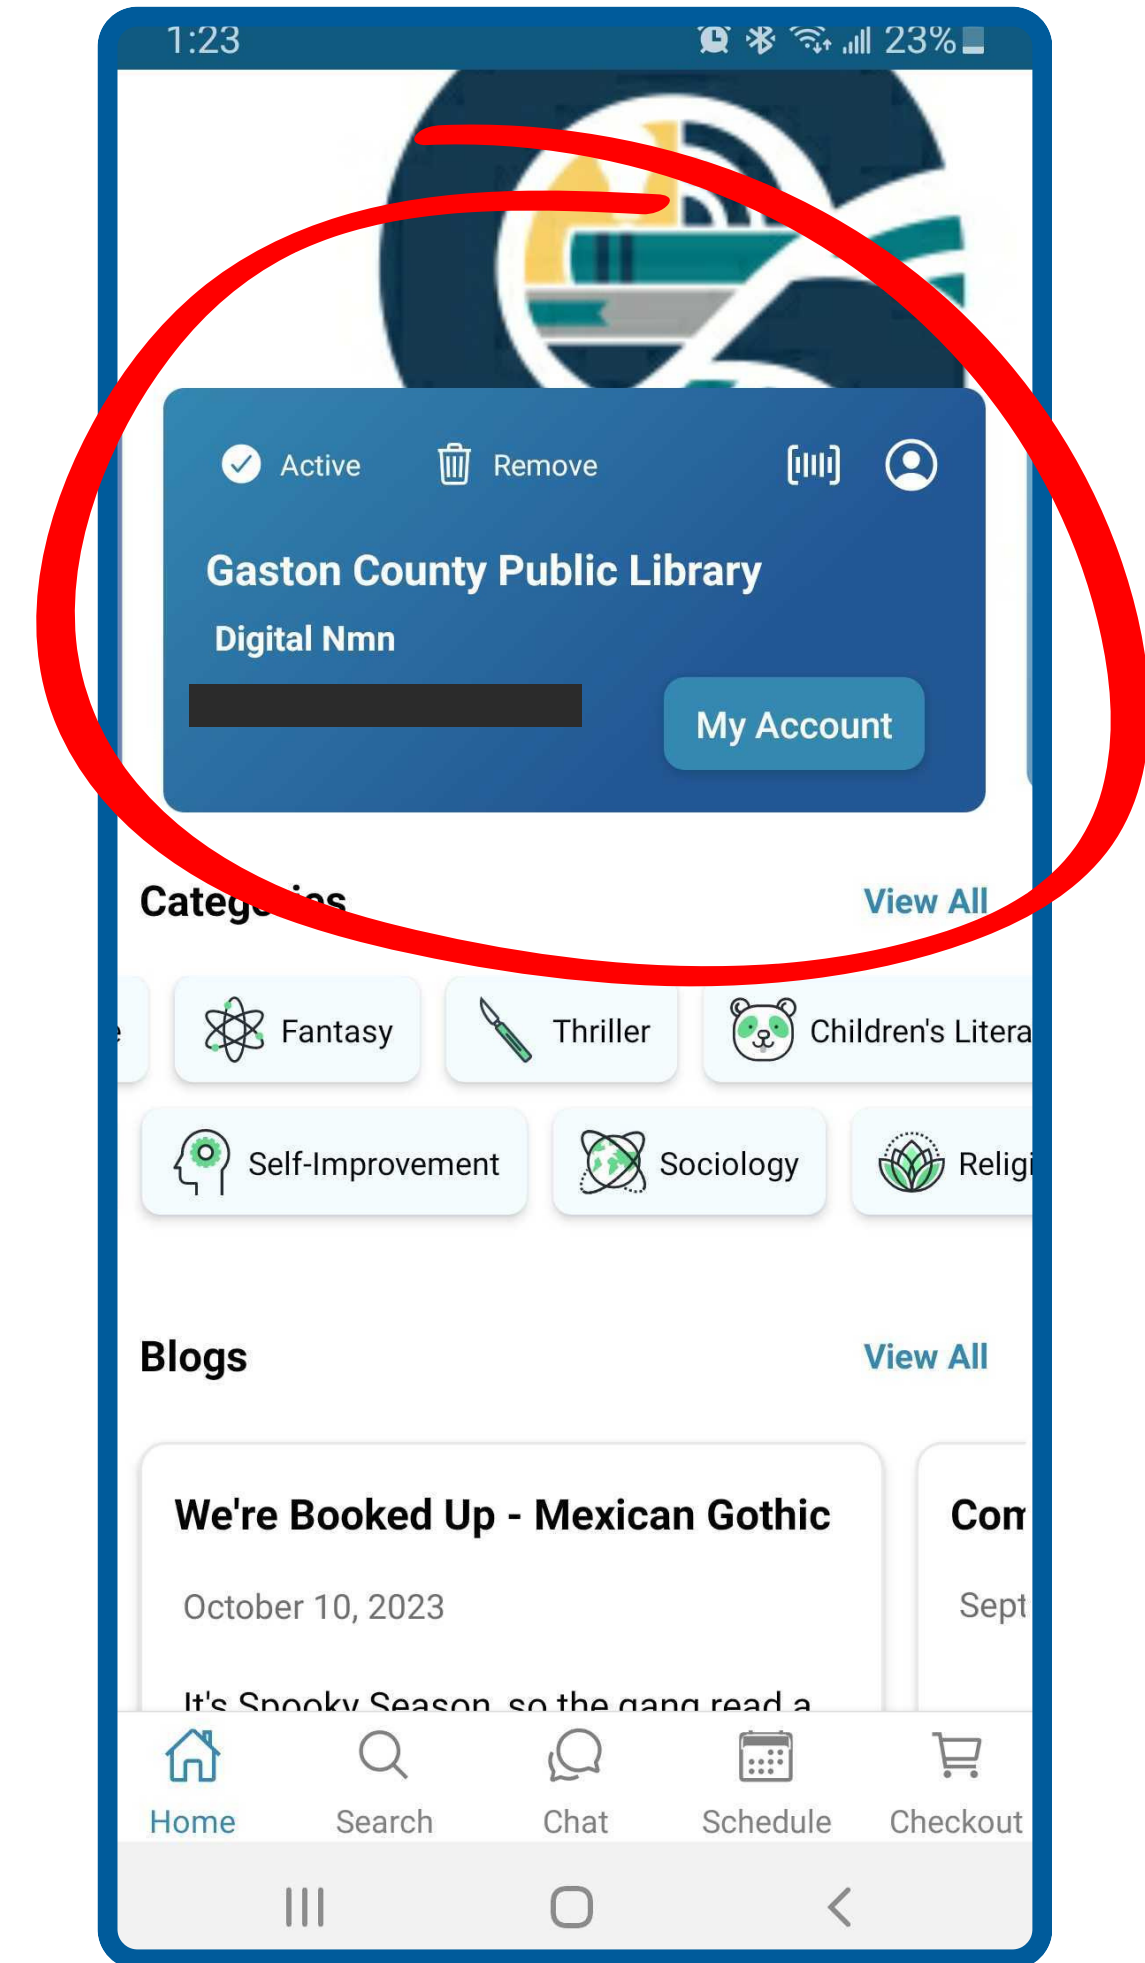 1:23 23%
Active Remove
Gaston County Public Library
Digital Nmn
My Account
Categories View All
Fantasy Thriller Children's Litera
Self-Improvement Sociology Religi
Blogs View All
We're Booked Up - Mexican Gothic Com
October 10, 2023 Sept
It's Spooky Season, so the gang read a
Home Search Chat Schedule Checkout